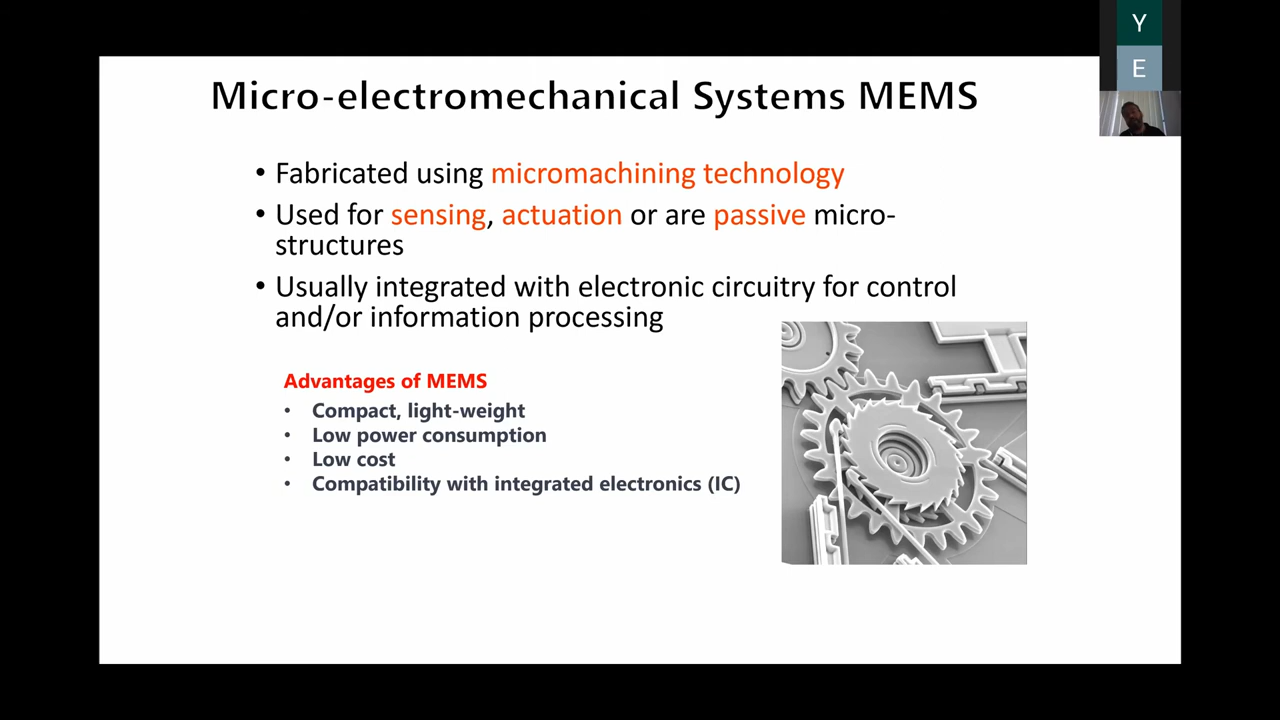 Y
E
Micro-electromechanical Systems MEMS
• Fabricated using micromachining technology
• Used for sensing, actuation or are passive micro-
structures
• Usually integrated with electronic circuitry for control
and/or information processing
Advantages of MEMS
• Compact, light-weight
• Low power consumption
• Low cost
• Compatibility with integrated electronics (IC)